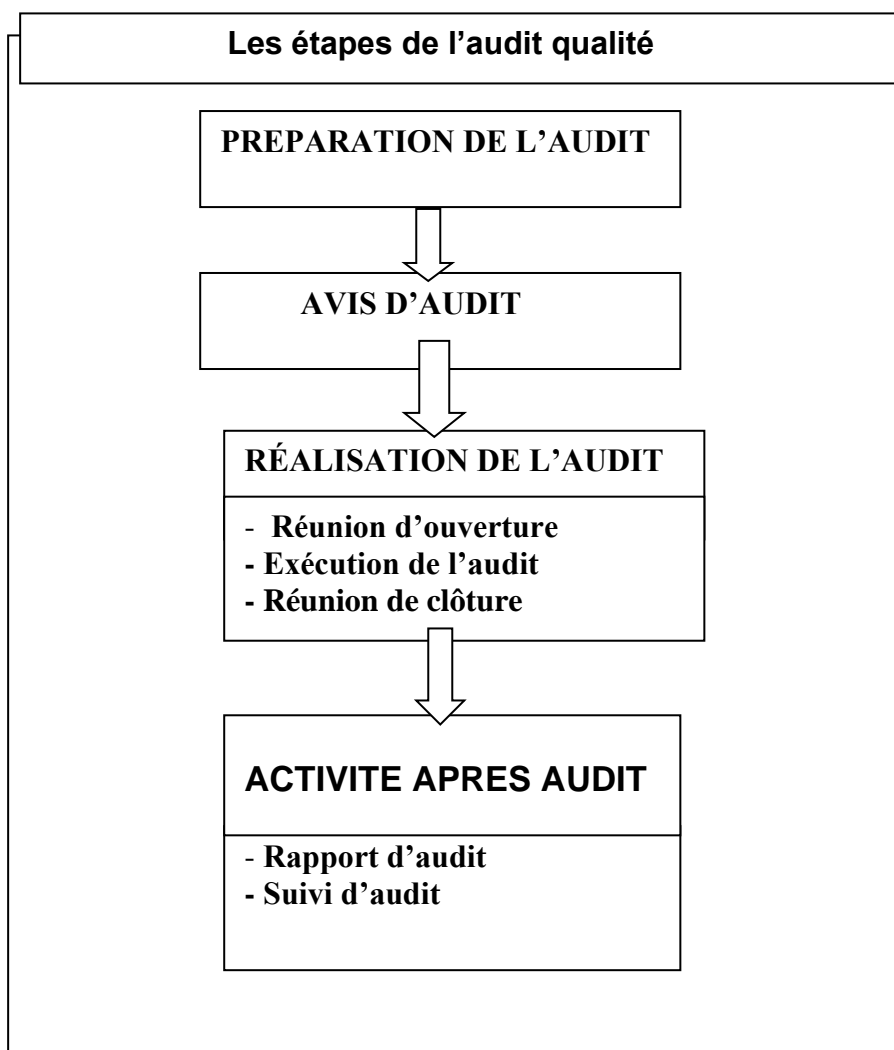 Les étapes de l’audit qualité
PREPARATION DE L’AUDIT
AVIS D’AUDIT
RÉALISATION DE L’AUDIT
- Réunion d’ouverture
- Exécution de l’audit
- Réunion de clôture
ACTIVITE APRES AUDIT
- Rapport d’audit
- Suivi d’audit